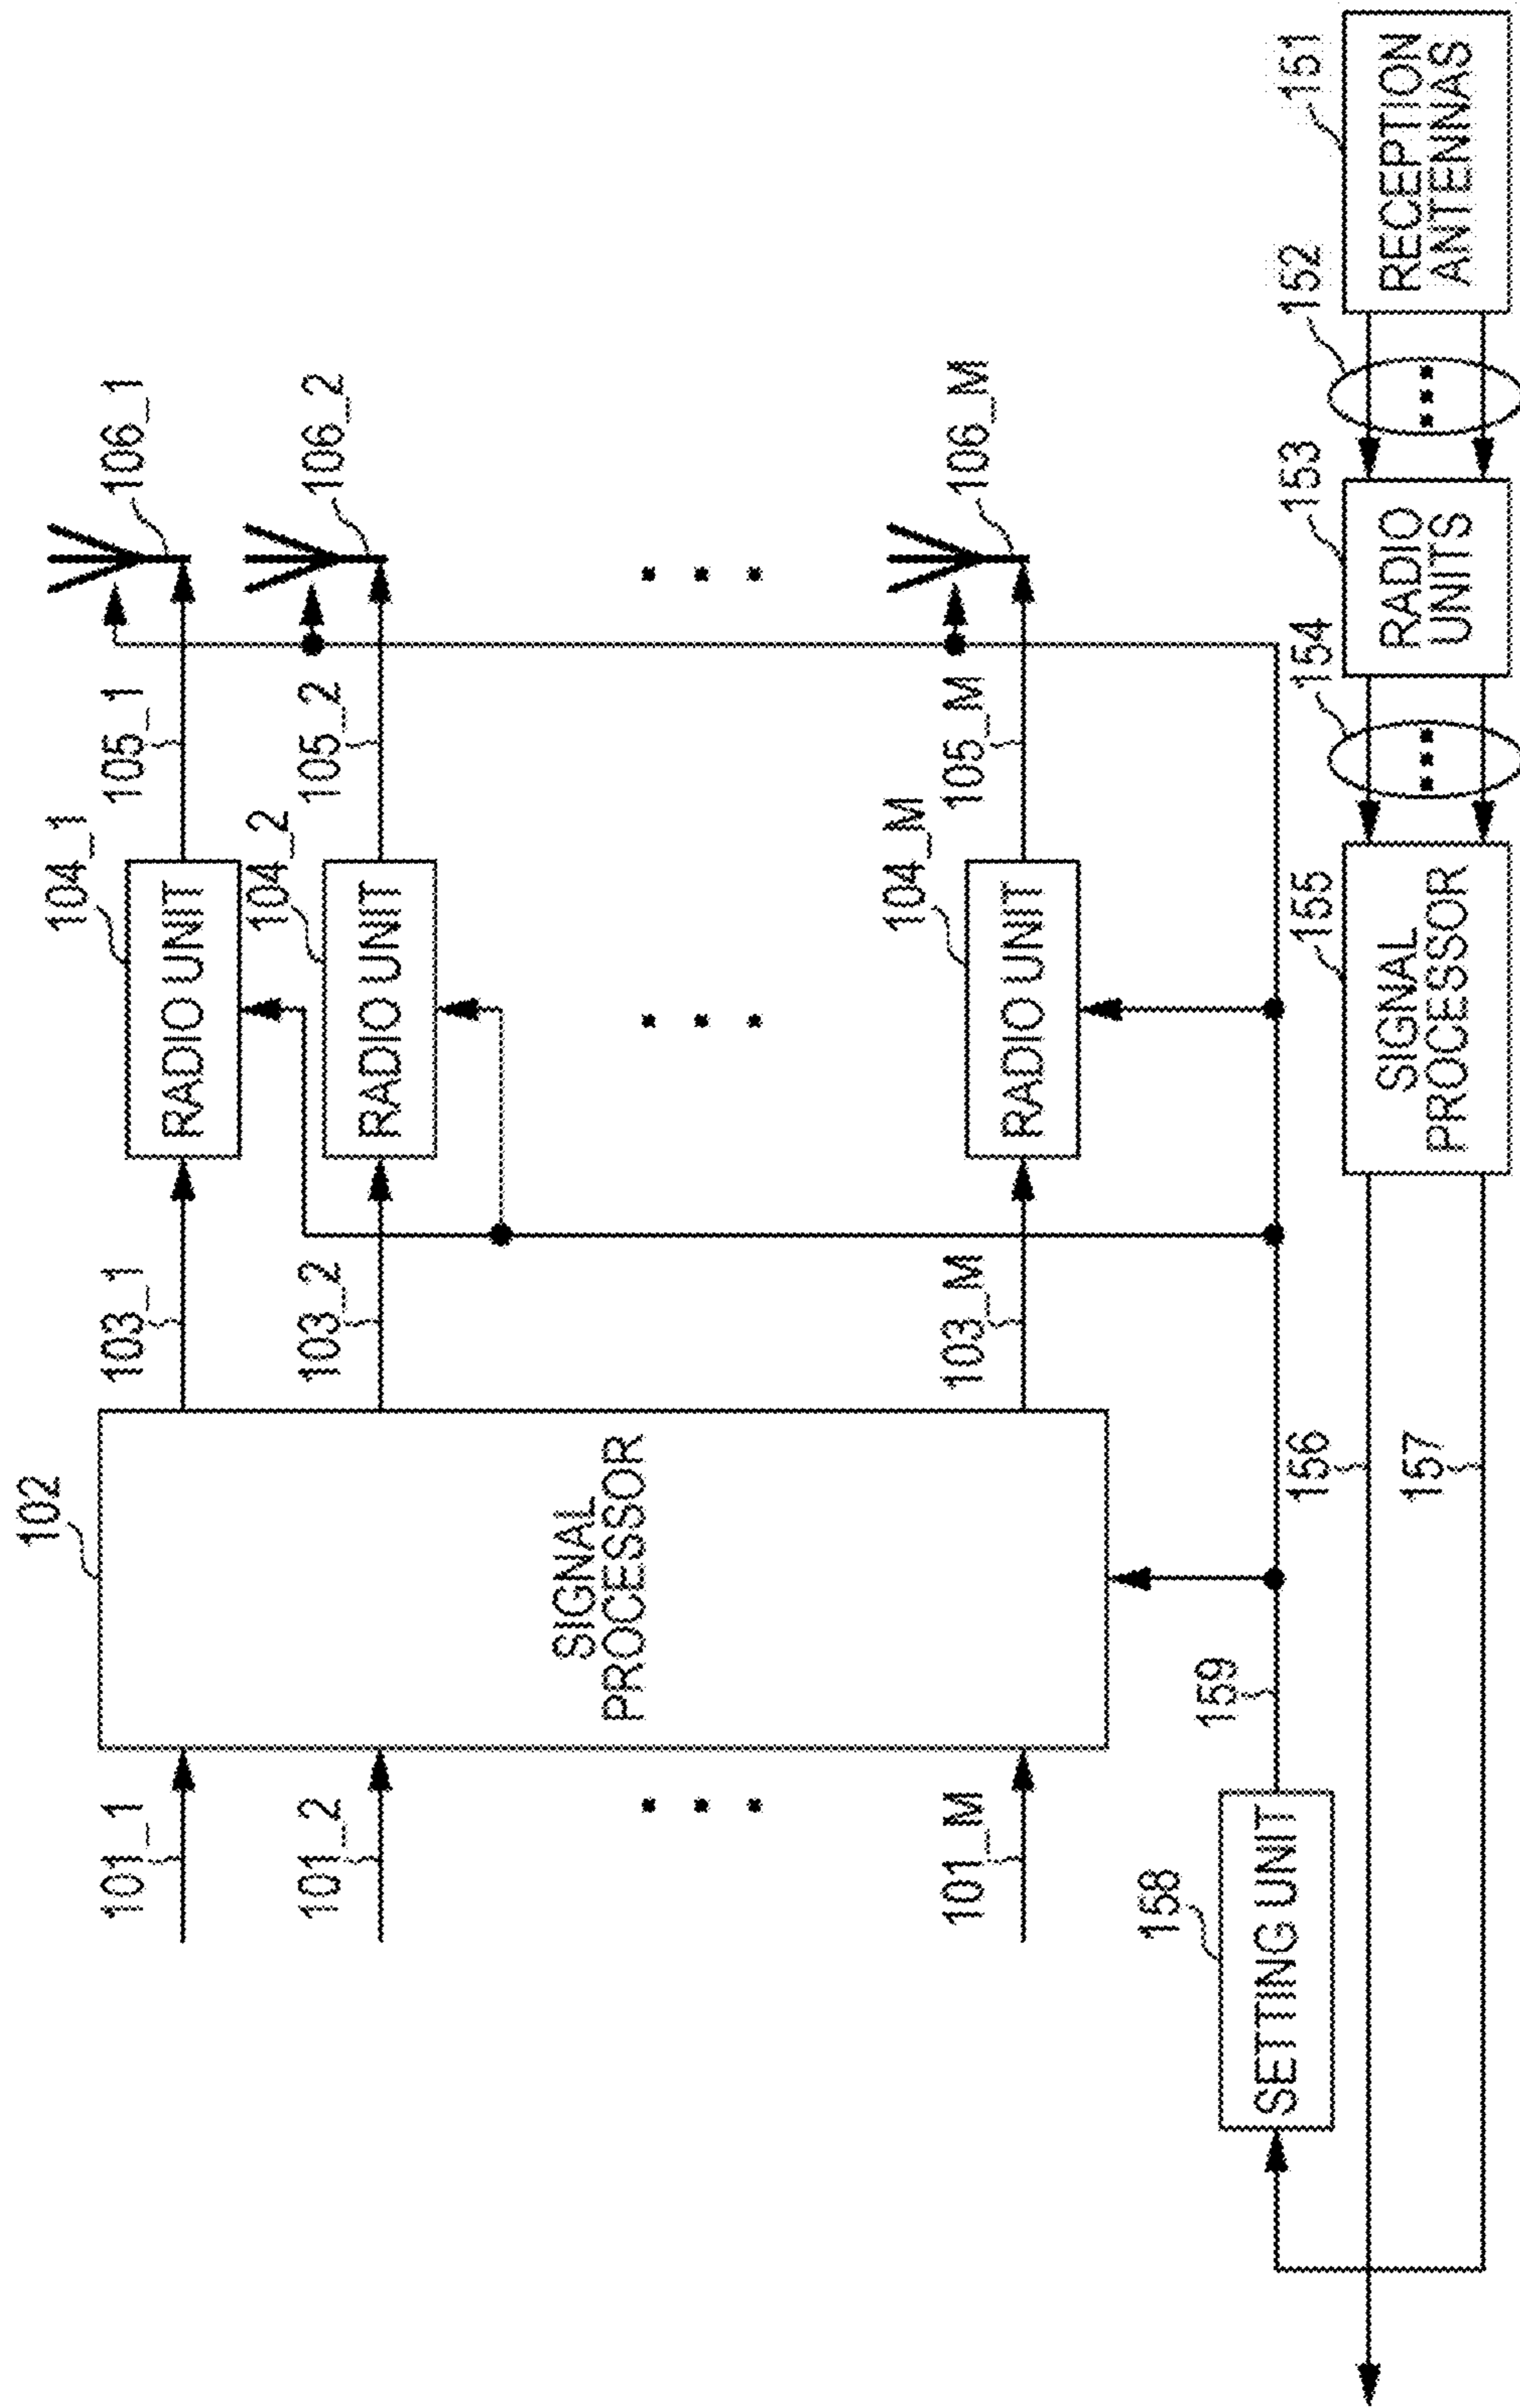 102
101_1
103_1
104_1
RADIO UNIT
105_1
106_1
101_2
103_2
104_2
RADIO UNIT
105_2
106_2
SIGNAL
PROCESSOR
101_M
103_M
104_M
RADIO UNIT
105_M
106_M
158
SETTING UNIT
159
156
157
155
SIGNAL
PROCESSOR
154
153
RADIO
UNITS
152
151
RECEPTION
ANTENNAS